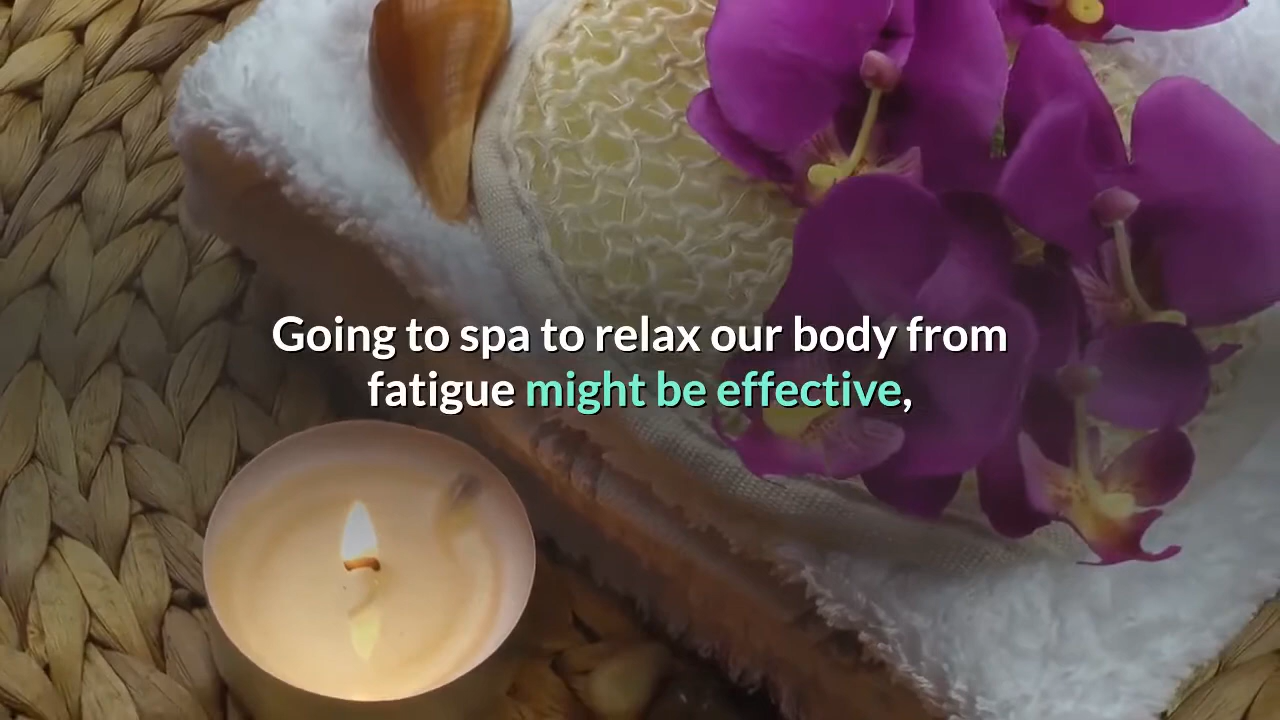 Going to spa to relax our body from
fatigue might be effective,